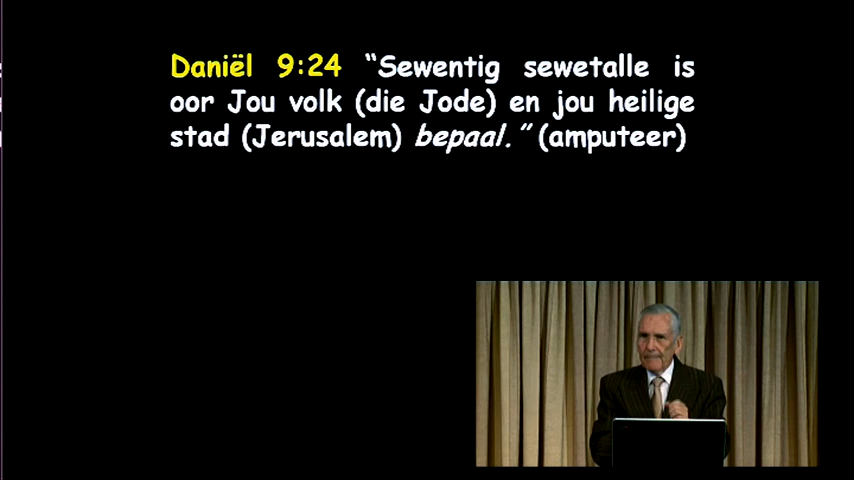 Daniël 9:24 “Sewentig sewetalle is
oor Jou volk (die Jode) en jou heilige
stad (Jerusalem) bepaal.” (amputeer)